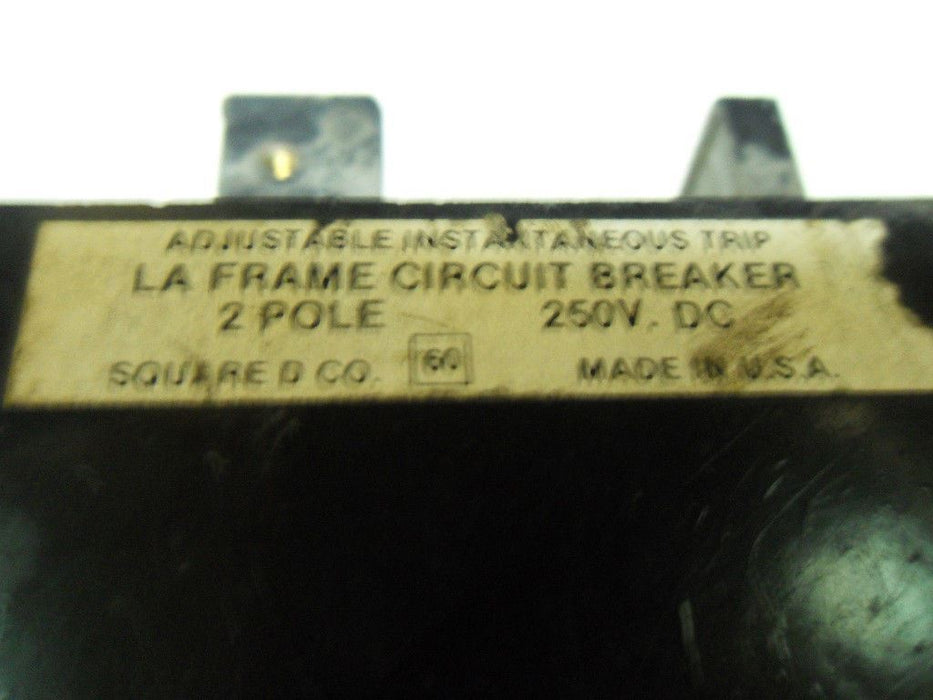 ADJUSTABLE INSTANTANEOUS TRIP
LA FRAME CIRCUIT BREAKER
2 POLE 250V. DC
SQUARE D CO. 60 MADE IN U.S.A.